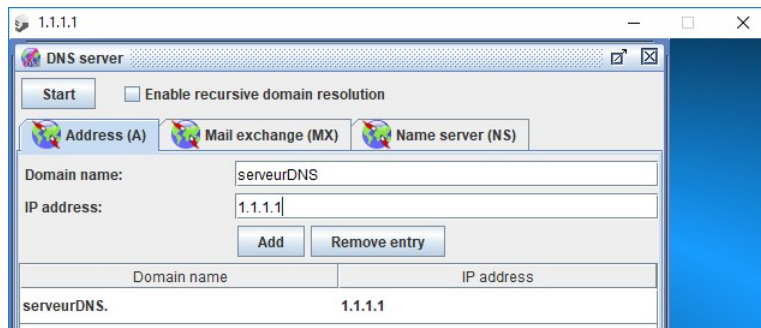 1.1.1.1
DNS server
Start Enable recursive domain resolution
Address (A) Mail exchange (MX) Name server (NS)
Domain name: serveurDNS
IP address: 1.1.1.1
Add Remove entry
Domain name IP address
serveurDNS. 1.1.1.1